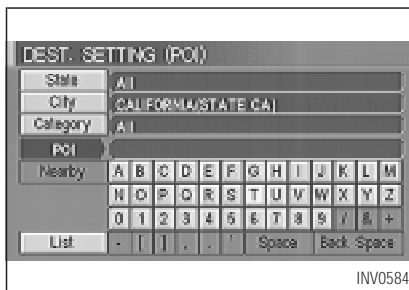 DEST. SETTING (POI)
State All
City CALIFORNIA(STATE:CA)
Category All
POI
Nearby A B C D E F G H I J K L M
N O P Q R S T U V W X Y Z
0 1 2 3 4 5 6 7 8 9 / & +
List - [ ] . , ' Space Back Space
INV0584